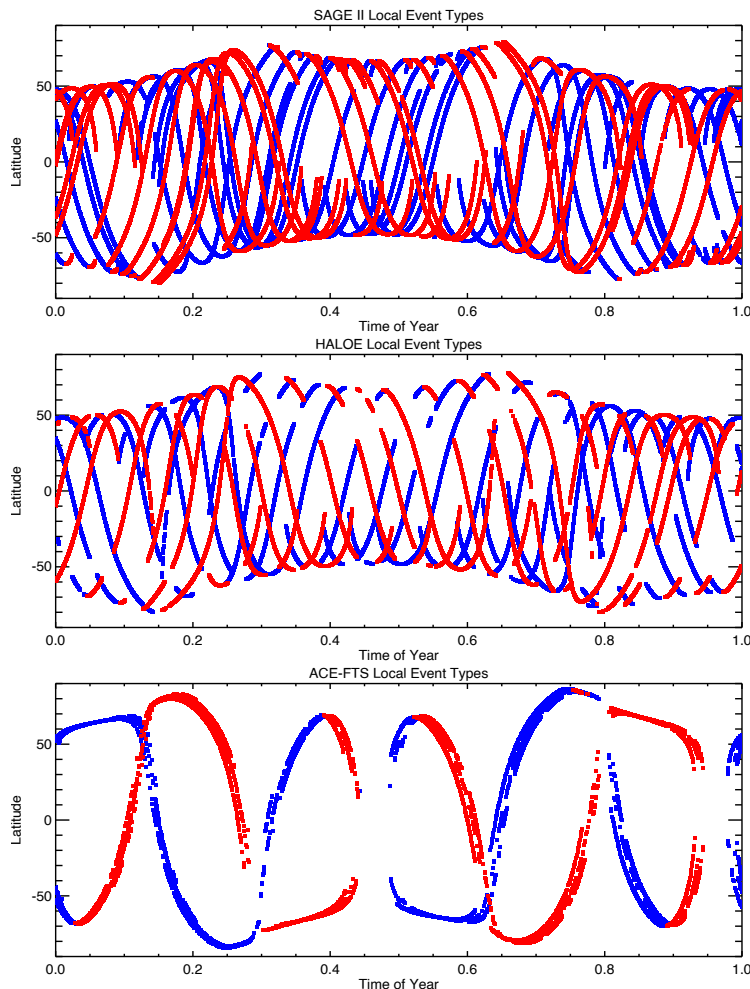 SAGE II Local Event Types
50
0
-50
Latitude
0.0 0.2 0.4 0.6 0.8 1.0
Time of Year
HALOE Local Event Types
50
0
-50
Latitude
0.0 0.2 0.4 0.6 0.8 1.0
Time of Year
ACE-FTS Local Event Types
50
0
-50
Latitude
0.0 0.2 0.4 0.6 0.8 1.0
Time of Year